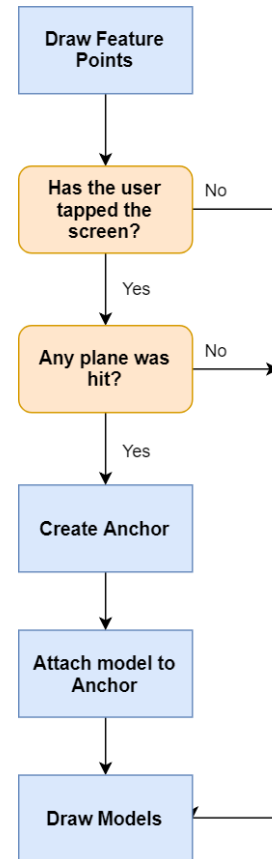 Draw Feature
Points
Has the user
tapped the
screen?
No
Yes
Any plane was
hit?
No
Yes
Create Anchor
Attach model to
Anchor
Draw Models